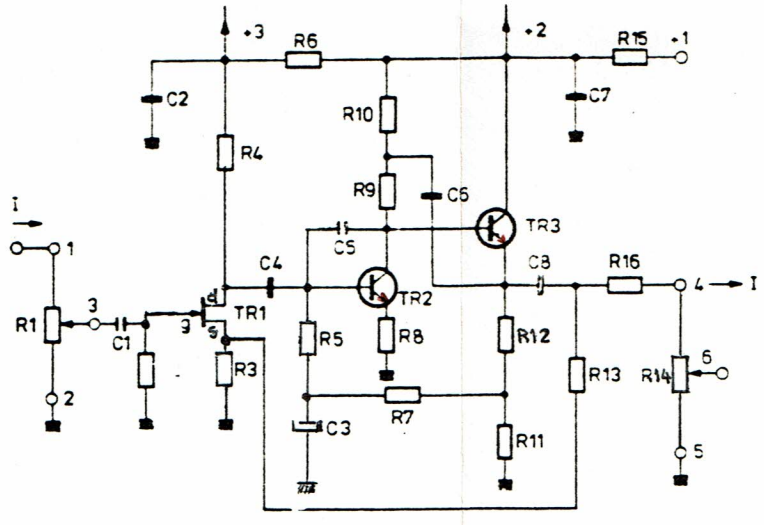 +3
+2
R6
R15
+1
C2
R10
C7
R4
R9
C6
I
C5
TR3
1
d
C4
C8
R16
3
TR1
TR2
4
I
R1
C1
g
s
R5
R8
R12
6
R3
R13
R14
2
R7
C3
R11
5